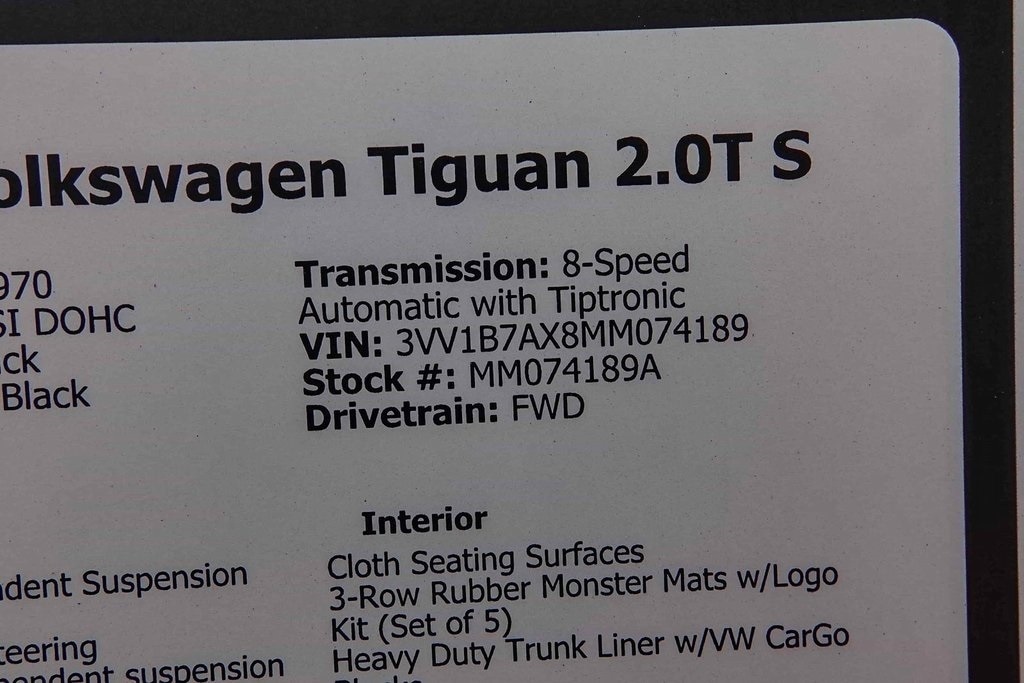 olkswagen Tiguan 2.0T S
970
SI DOHC
ck
Black
Transmission: 8-Speed
Automatic with Tiptronic
VIN: 3VV1B7AX8MM074189
Stock #: MM074189A
Drivetrain: FWD
ndent Suspension
teering
pendent suspension
Interior
Cloth Seating Surfaces
3-Row Rubber Monster Mats w/Logo
Kit (Set of 5)
Heavy Duty Trunk Liner w/VW CarGo